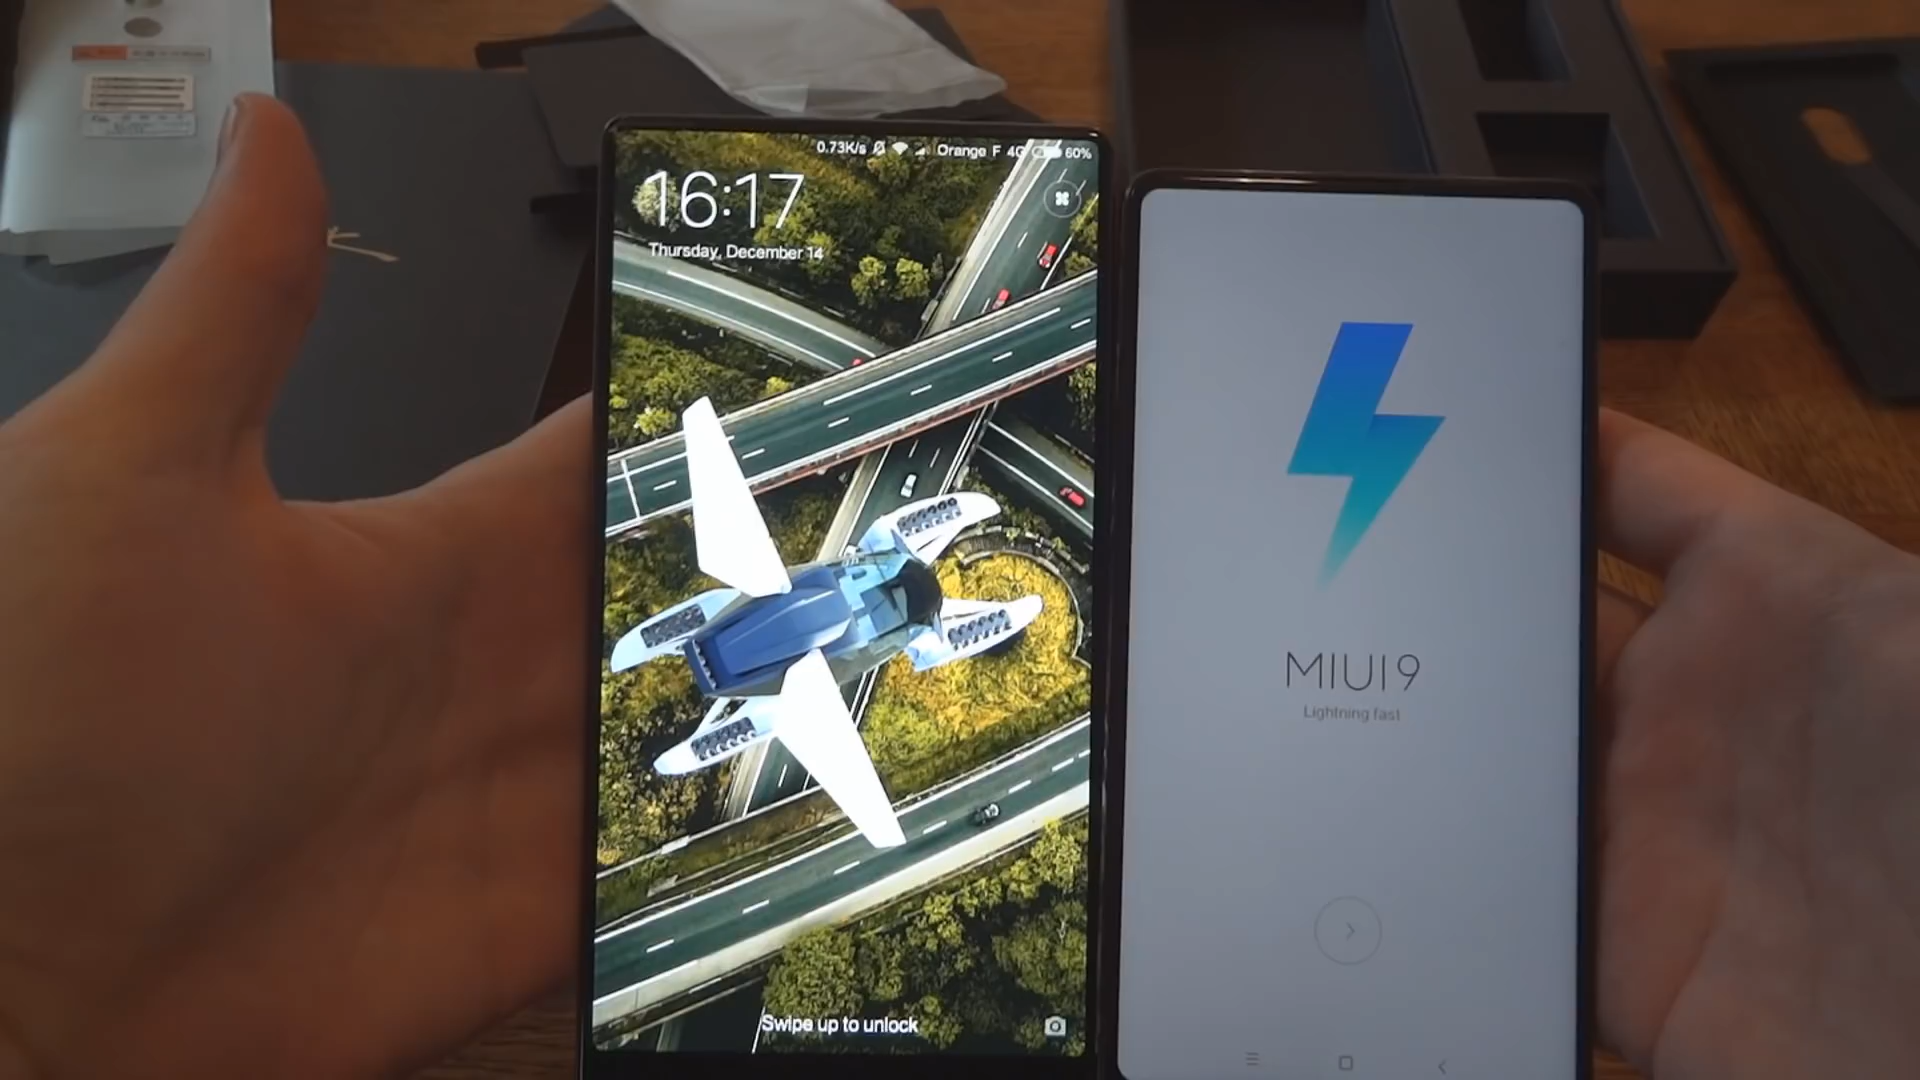 0.73K/s Orange F 4G 60%
16:17
Thursday, December 14
Swipe up to unlock
MIUI 9
Lightning fast